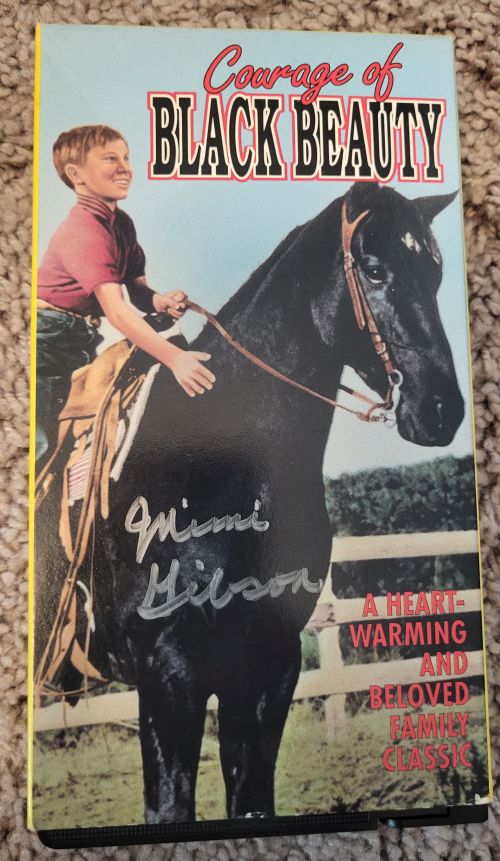 Courage of
BLACK BEAUTY
Mimi
Gibson
A HEART-
WARMING
AND
BELOVED
FAMILY
CLASSIC